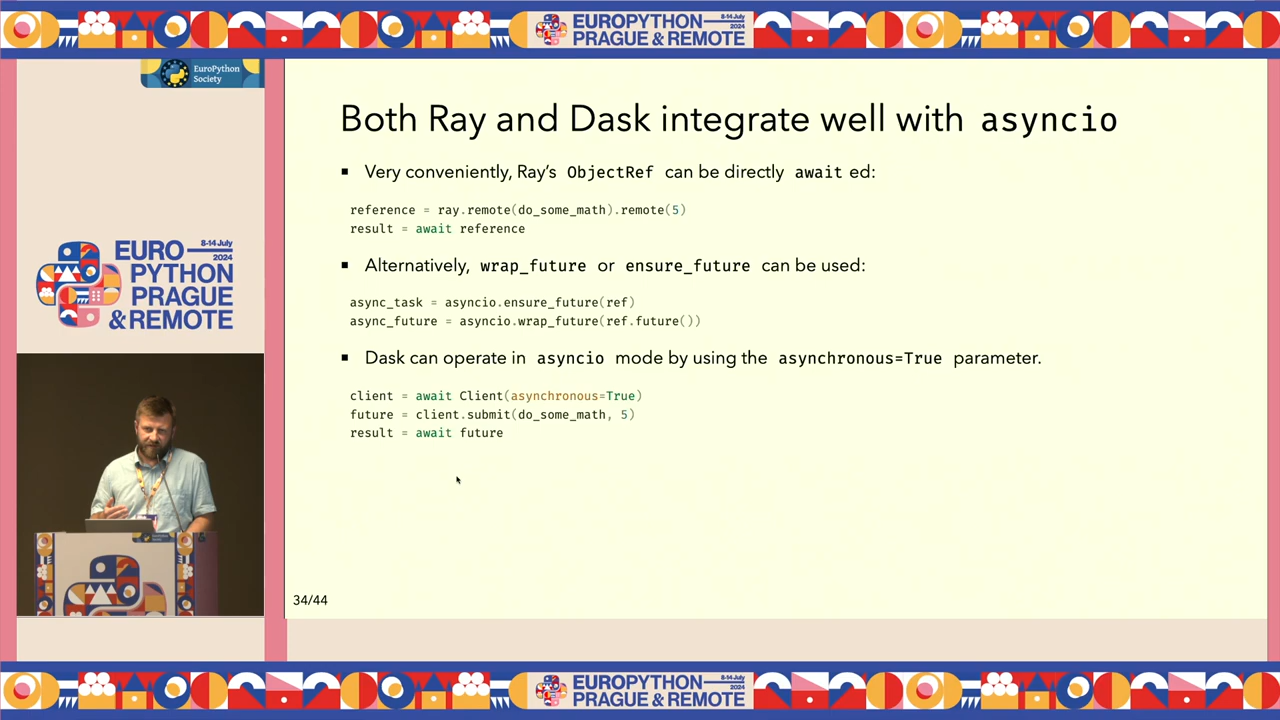 EUROPYTHON 8-14 July 2024
PRAGUE & REMOTE
EuroPython
Society
EURO 8-14 July 2024
PYTHON
PRAGUE
& REMOTE
Both Ray and Dask integrate well with asyncio
▪ Very conveniently, Ray's ObjectRef can be directly await ed:
reference = ray.remote(do_some_math).remote(5)
result = await reference
▪ Alternatively, wrap_future or ensure_future can be used:
async_task = asyncio.ensure_future(ref)
async_future = asyncio.wrap_future(ref.future())
▪ Dask can operate in asyncio mode by using the asynchronous=True parameter.
client = await Client(asynchronous=True)
future = client.submit(do_some_math, 5)
result = await future
34/44
EUROPYTHON 8-14 July 2024
PRAGUE & REMOTE